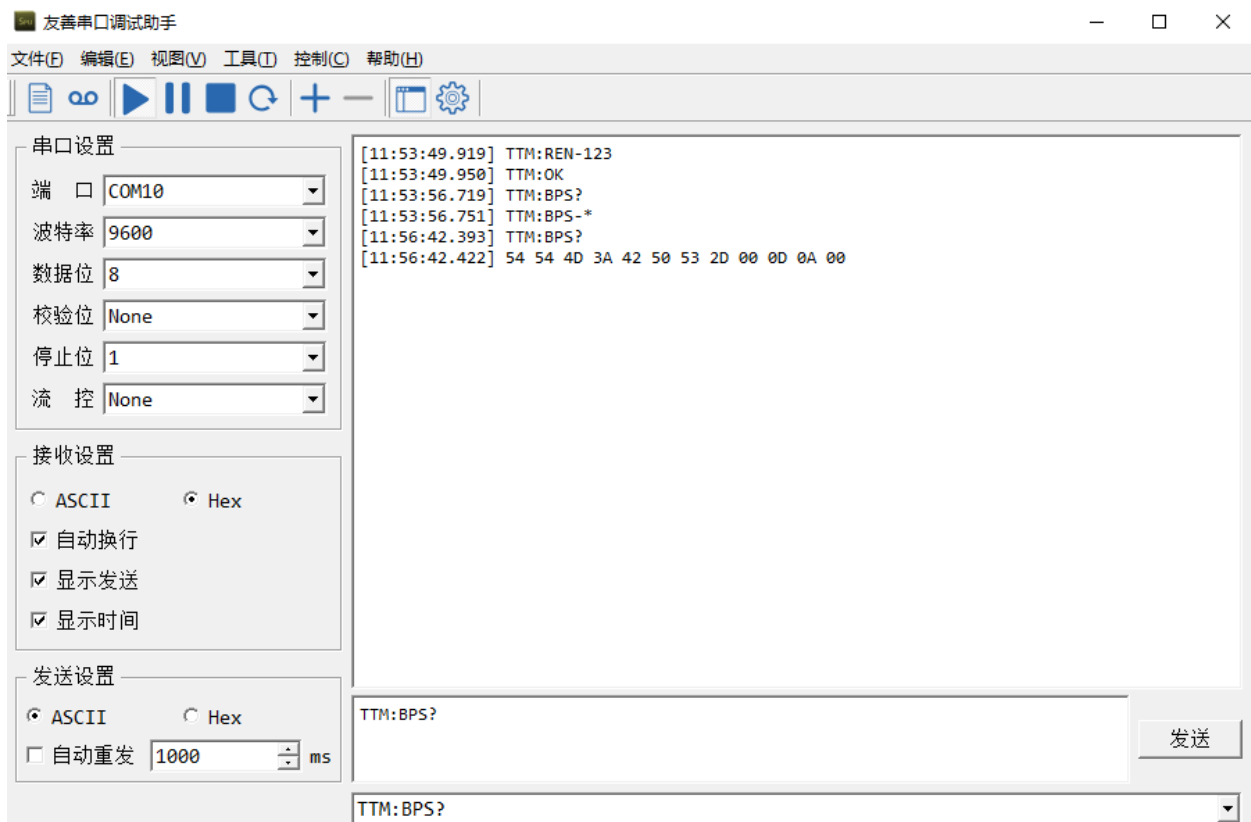 友善串口调试助手
文件(F) 编辑(E) 视图(V) 工具(T) 控制(C) 帮助(H)
串口设置
端 口 COM10
波特率 9600
数据位 8
校验位 None
停止位 1
流 控 None
接收设置
ASCII Hex
自动换行
显示发送
显示时间
发送设置
ASCII Hex
自动重发 1000 ms
[11:53:49.919] TTM:REN-123
[11:53:49.950] TTM:OK
[11:53:56.719] TTM:BPS?
[11:53:56.751] TTM:BPS-*
[11:56:42.393] TTM:BPS?
[11:56:42.422] 54 54 4D 3A 42 50 53 2D 00 0D 0A 00
TTM:BPS?
发送
TTM:BPS?